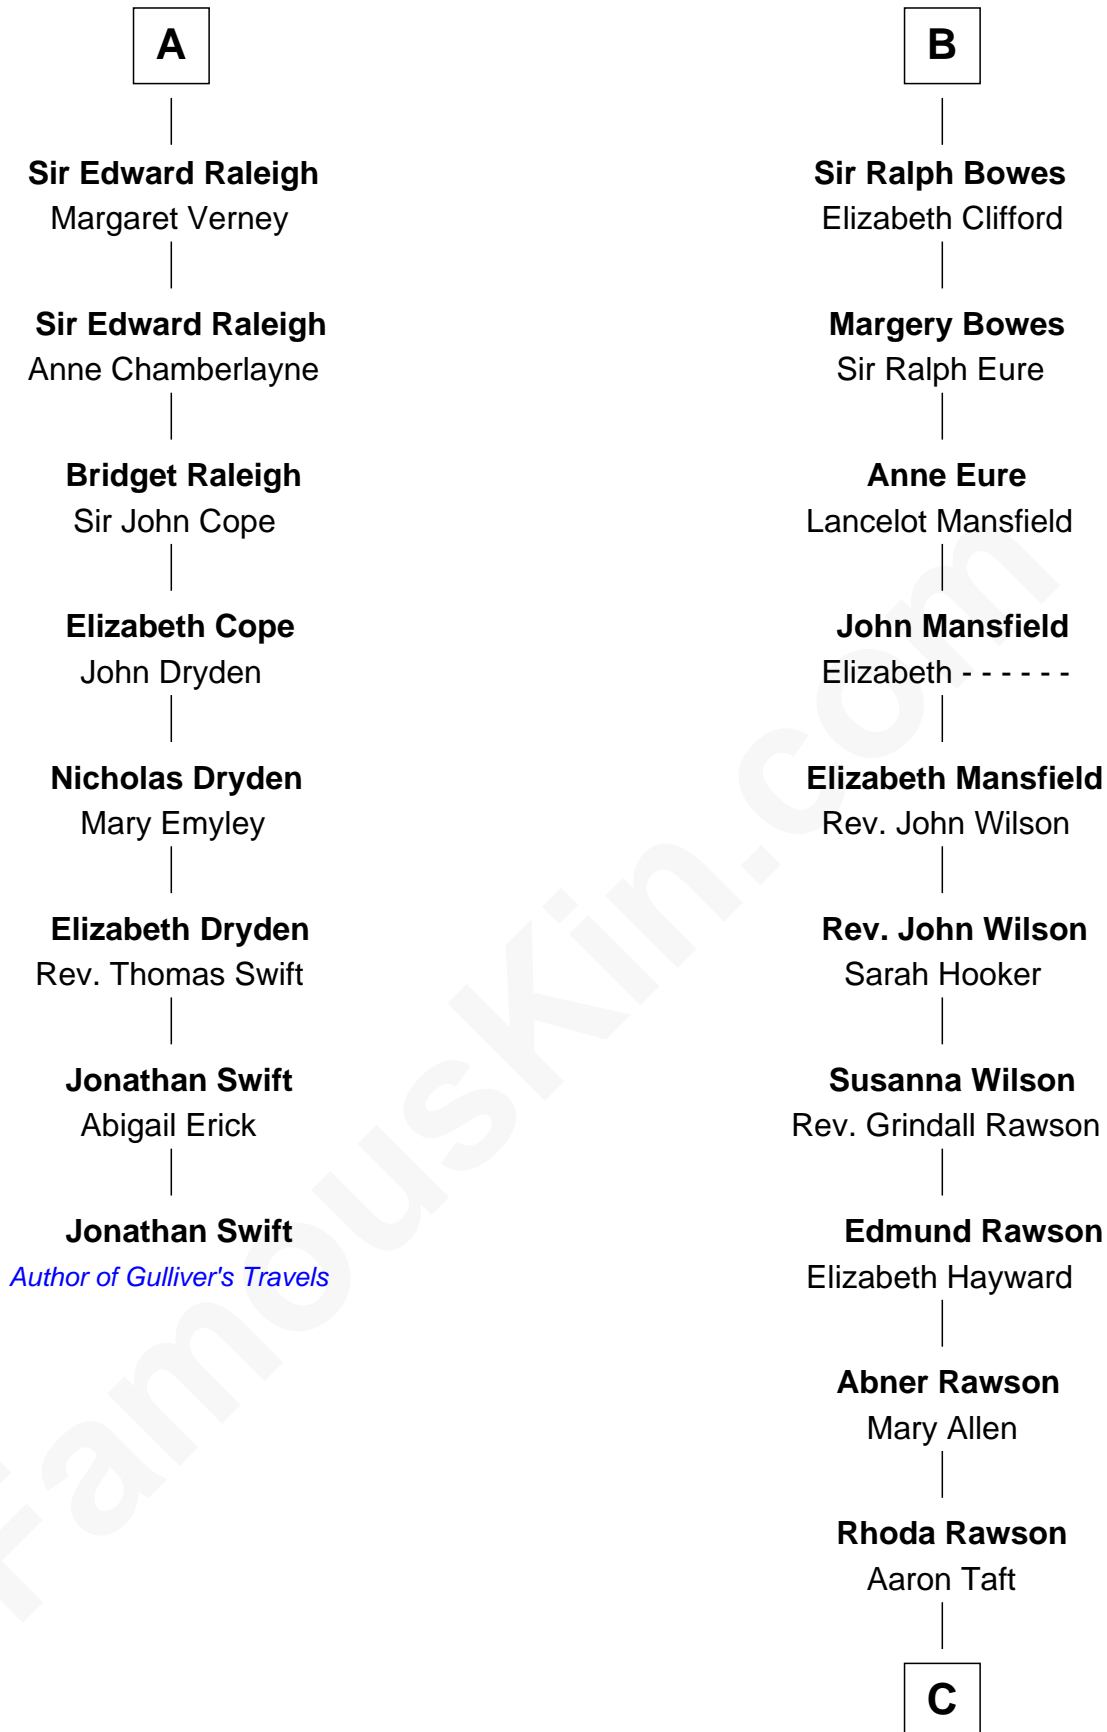 A
Sir Edward Raleigh
Margaret Verney
Sir Edward Raleigh
Anne Chamberlayne
Bridget Raleigh
Sir John Cope
Elizabeth Cope
John Dryden
Nicholas Dryden
Mary Emyley
Elizabeth Dryden
Rev. Thomas Swift
Jonathan Swift
Abigail Erick
Jonathan Swift
Author of Gulliver's Travels
B
Sir Ralph Bowes
Elizabeth Clifford
Margery Bowes
Sir Ralph Eure
Anne Eure
Lancelot Mansfield
John Mansfield
Elizabeth - - - - - -
Elizabeth Mansfield
Rev. John Wilson
Rev. John Wilson
Sarah Hooker
Susanna Wilson
Rev. Grindall Rawson
Edmund Rawson
Elizabeth Hayward
Abner Rawson
Mary Allen
Rhoda Rawson
Aaron Taft
C
FamousKin.com